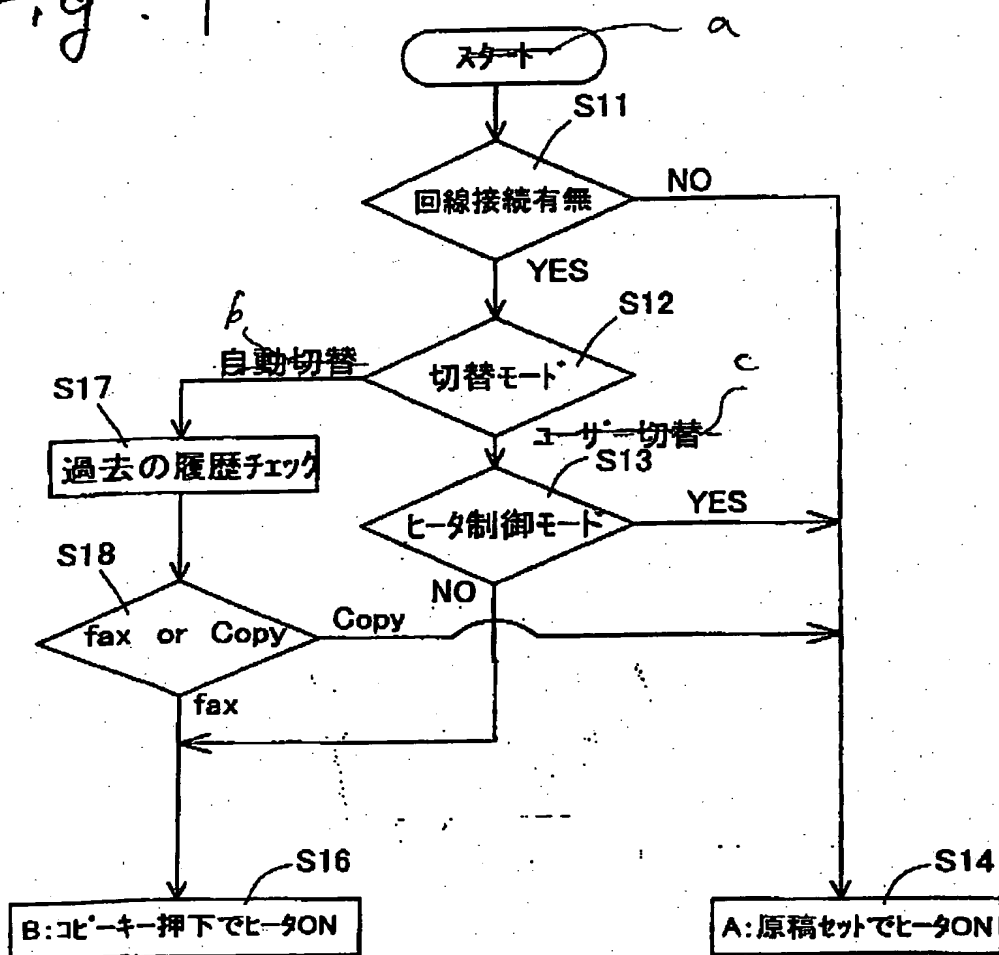 Fig. 1
スタート
a
S11
回線接続有無
NO
YES
S12
b
自動切替
切替モード
c
S17
ユーザー切替
S13
過去の履歴チェック
ヒータ制御モード
YES
S18
NO
fax or Copy
Copy
fax
S16
S14
B:コピーキー押下でヒータON
A:原稿セットでヒータON